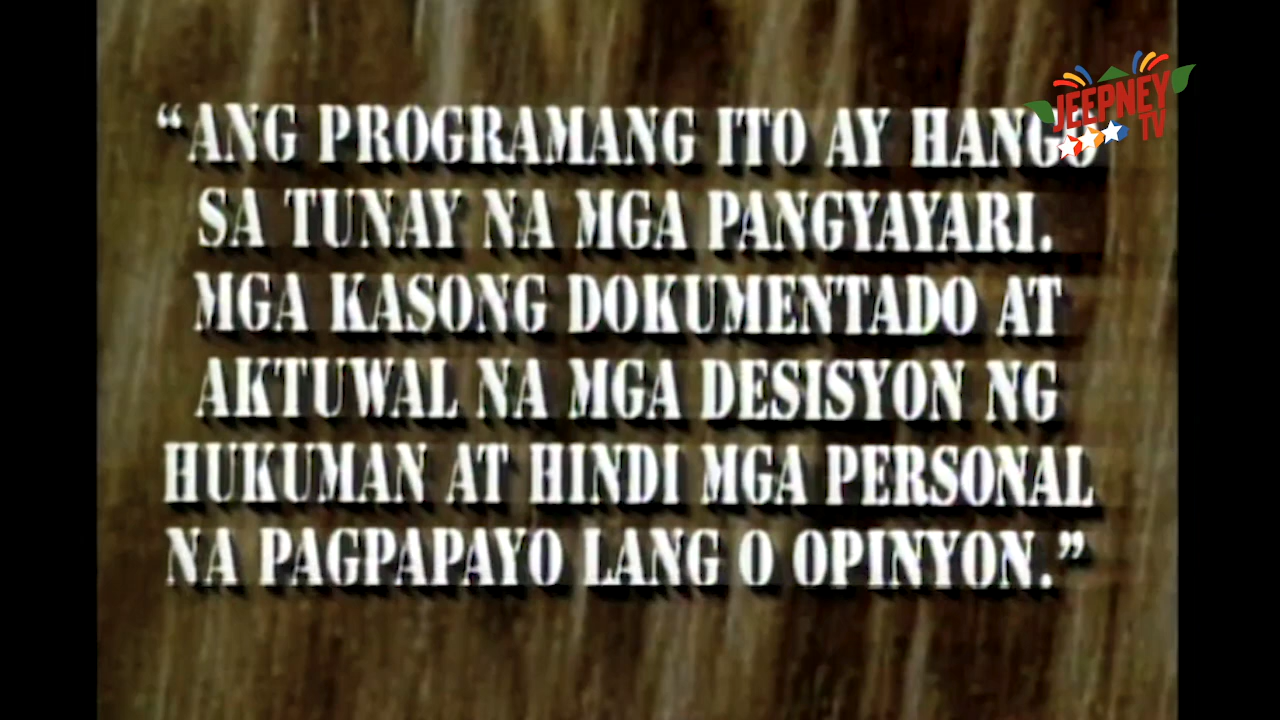 “ANG PROGRAMANG ITO AY HANGO
SA TUNAY NA MGA PANGYAYARI.
MGA KASONG DOKUMENTADO AT
AKTUWAL NA MGA DESISYON NG
HUKUMAN AT HINDI MGA PERSONAL
NA PAGPAPAYO LANG O OPINYON.”
JEEPNEY
TV